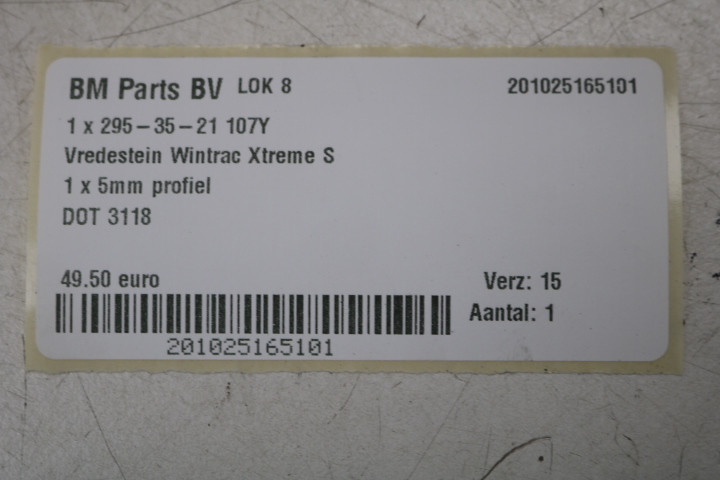 BM Parts BV LOK 8 201025165101
1 x 295-35-21 107Y
Vredestein Wintrac Xtreme S
1 x 5mm profiel
DOT 3118
49.50 euro Verz: 15
Aantal: 1
201025165101